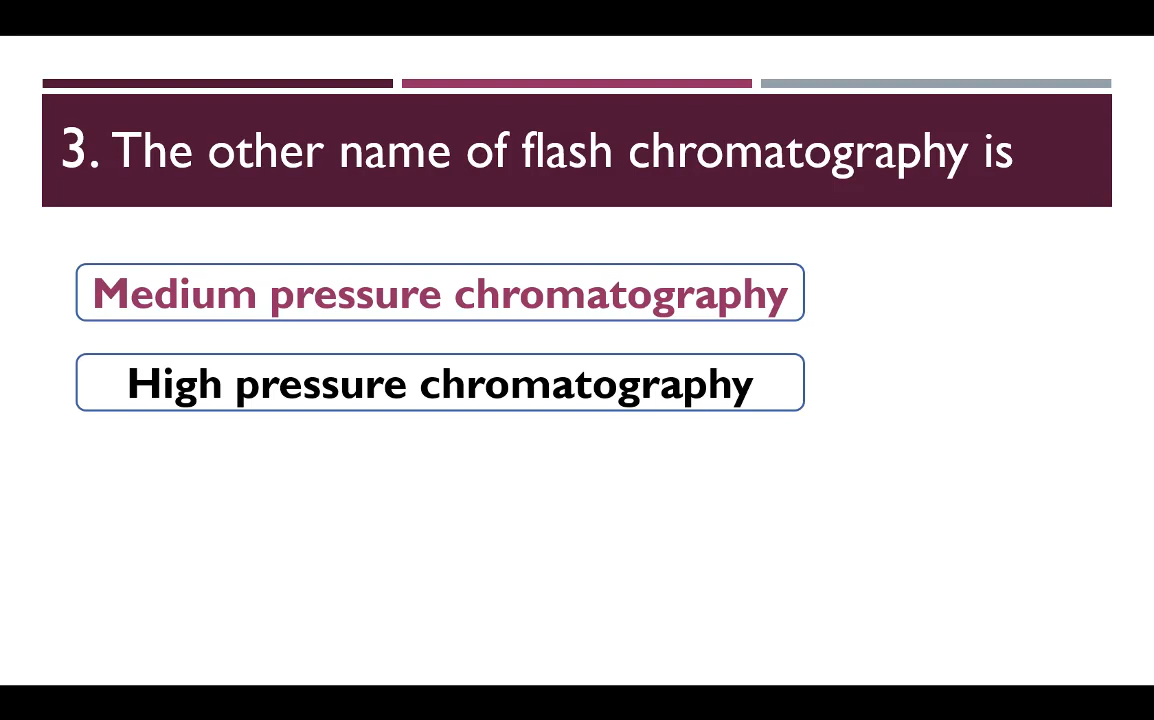 3. The other name of flash chromatography is
Medium pressure chromatography
High pressure chromatography